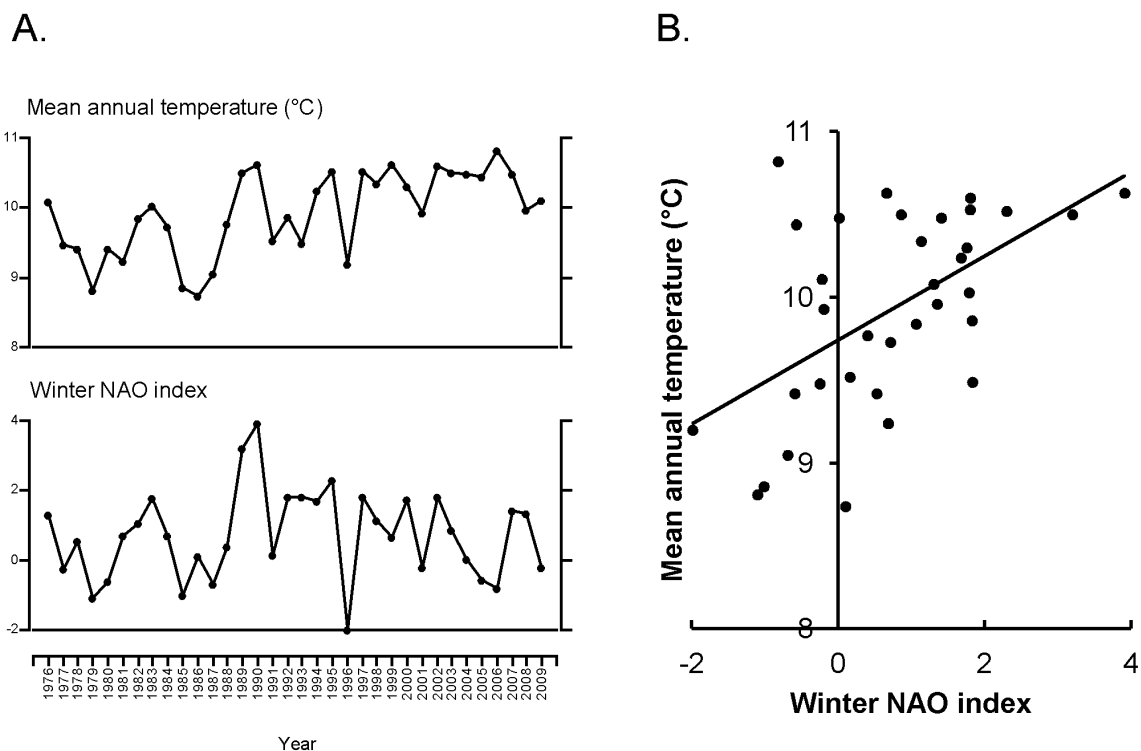 A.
B.
Mean annual temperature (°C)
11
10
9
8
Winter NAO index
4
2
0
-2
1976 1977 1978 1979 1980 1981 1982 1983 1984 1985 1986 1987 1988 1989 1990 1991 1992 1993 1994 1995 1996 1997 1998 1999 2000 2001 2002 2003 2004 2005 2006 2007 2008 2009
Year
Mean annual temperature (°C)
11
10
9
8
-2 0 2 4
Winter NAO index